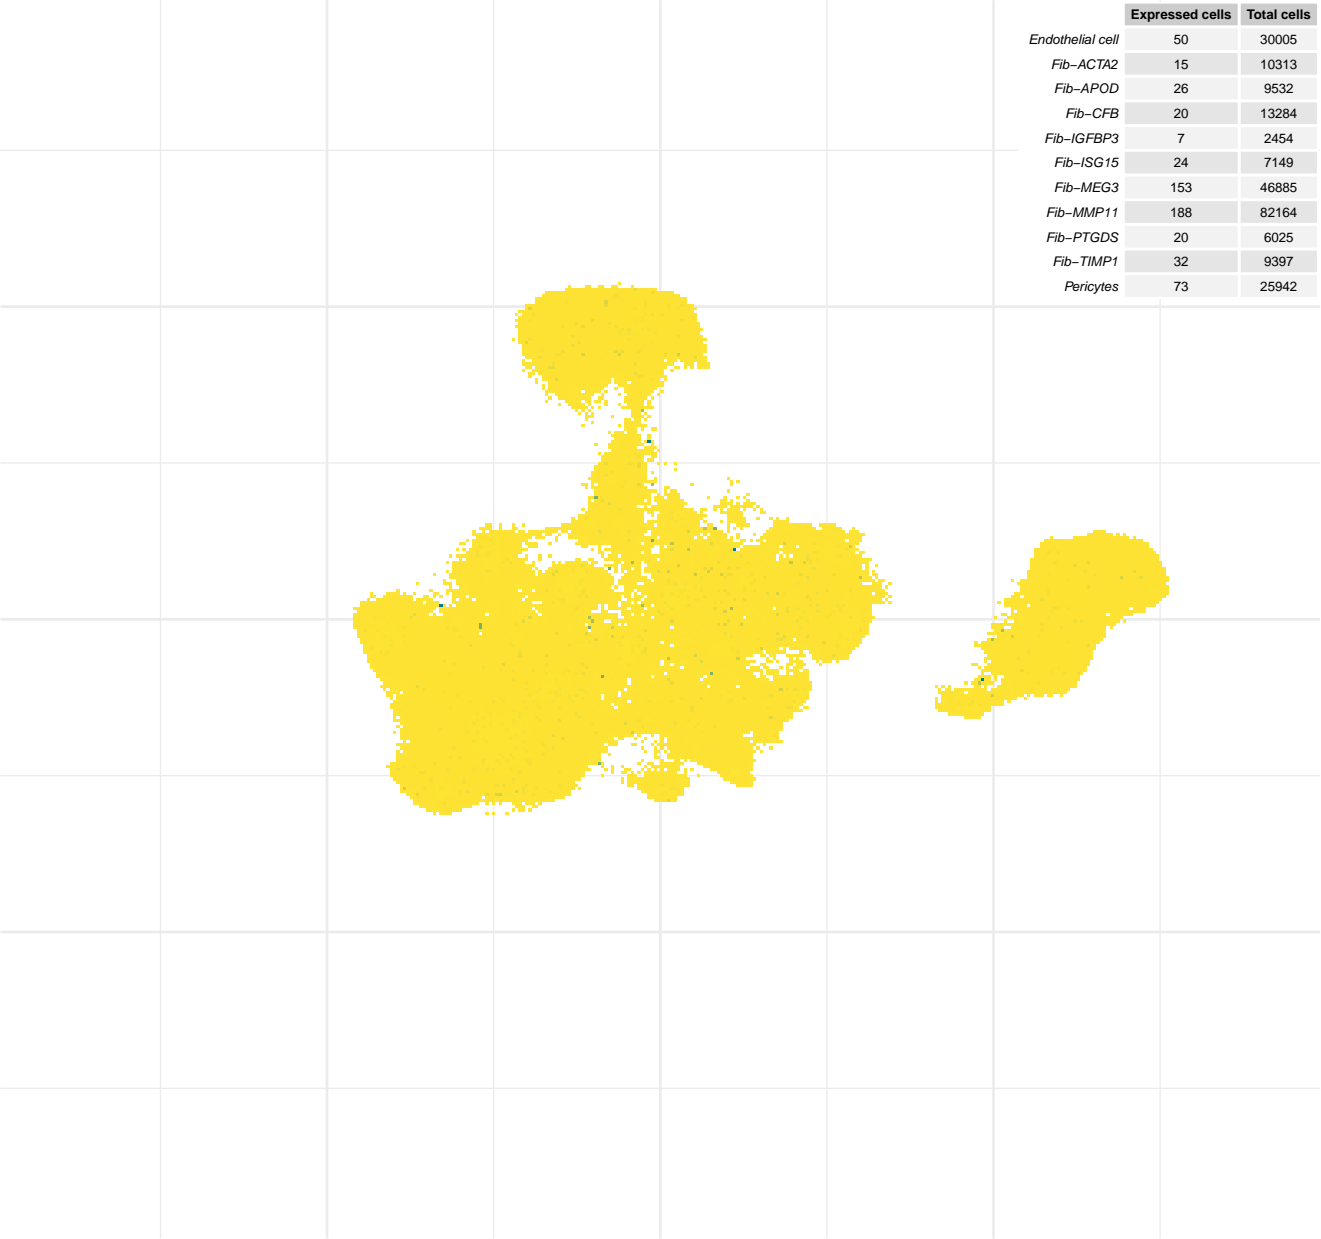 Expressed cells Total cells
Endothelial cell 50 30005
Fib−ACTA2 15 10313
Fib−APOD 26 9532
Fib−CFB 20 13284
Fib−IGFBP3 7 2454
Fib−ISG15 24 7149
Fib−MEG3 153 46885
Fib−MMP11 188 82164
Fib−PTGDS 20 6025
Fib−TIMP1 32 9397
Pericytes 73 25942